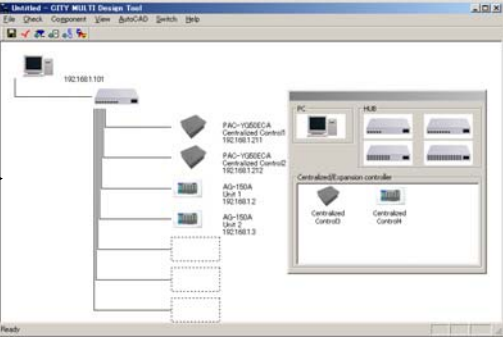 Untitled - CITY MULTI Design Tool
File Check Component View AutoCAD Switch Help
192.168.1.101
PAC-YG50ECA
Centralized Control1
192.168.1.211
PAC-YG50ECA
Centralized Control2
192.168.1.212
AG-150A
Unit 1
192.168.1.2
AG-150A
Unit 2
192.168.1.3
PC
HUB
Centralized/Expansion controller
Centralized
Control3
Centralized
Control4
Ready